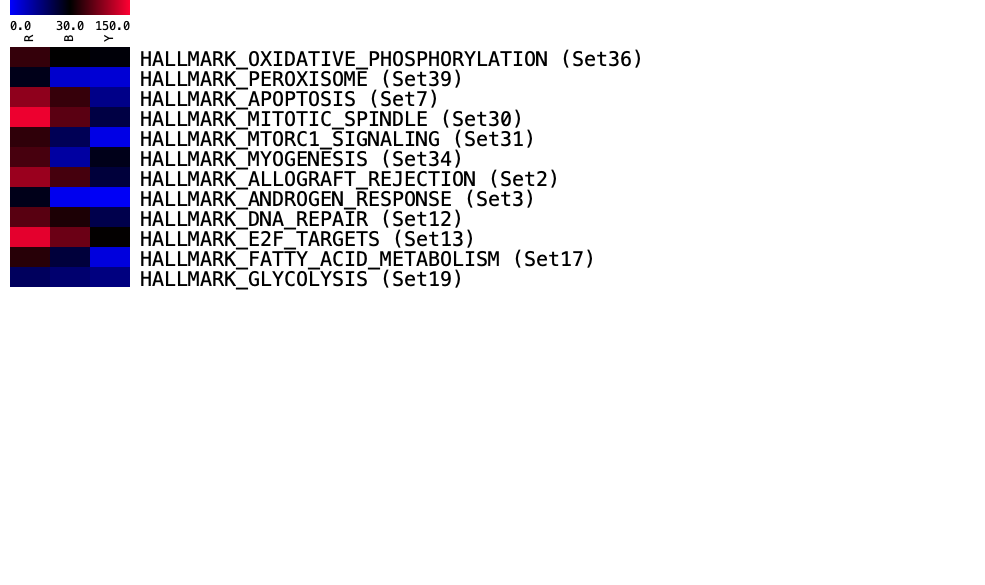 0.0 30.0 150.0
R B Y
HALLMARK_OXIDATIVE_PHOSPHORYLATION (Set36)
HALLMARK_PEROXISOME (Set39)
HALLMARK_APOPTOSIS (Set7)
HALLMARK_MITOTIC_SPINDLE (Set30)
HALLMARK_MTORC1_SIGNALING (Set31)
HALLMARK_MYOGENESIS (Set34)
HALLMARK_ALLOGRAFT_REJECTION (Set2)
HALLMARK_ANDROGEN_RESPONSE (Set3)
HALLMARK_DNA_REPAIR (Set12)
HALLMARK_E2F_TARGETS (Set13)
HALLMARK_FATTY_ACID_METABOLISM (Set17)
HALLMARK_GLYCOLYSIS (Set19)